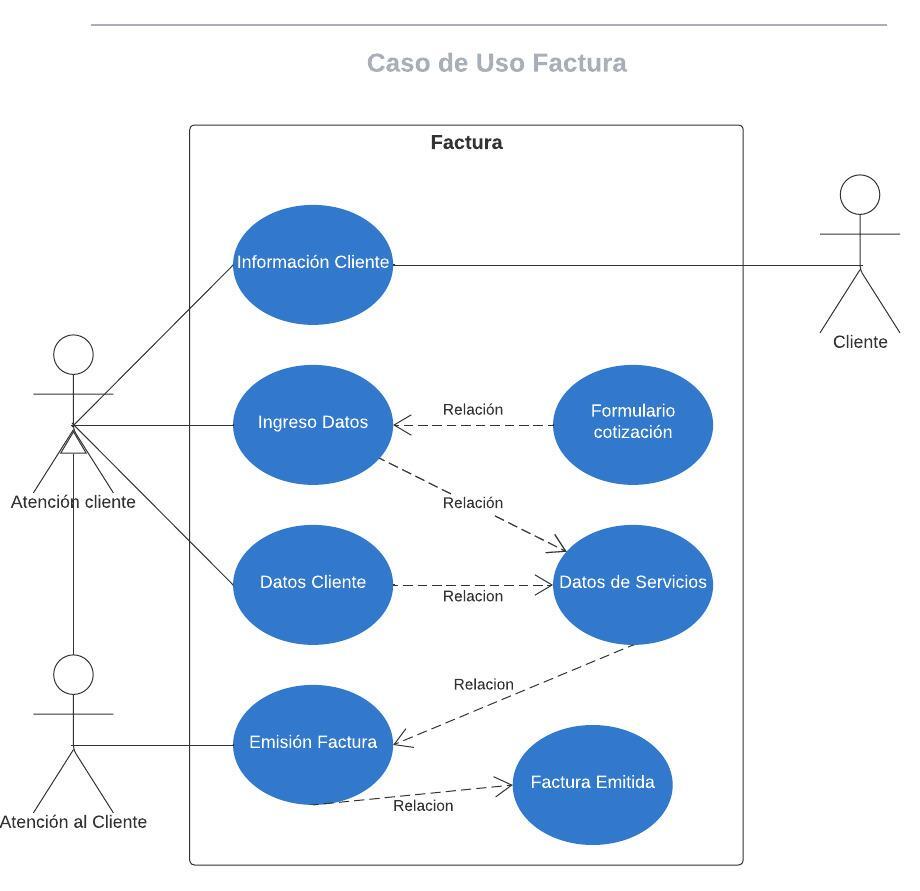 Caso de Uso Factura
Factura
Información Cliente
Cliente
Ingreso Datos
Relación
Formulario
cotización
Atención cliente
Relación
Datos Cliente
Relacion
Datos de Servicios
Relacion
Emisión Factura
Factura Emitida
Relacion
Atención al Cliente